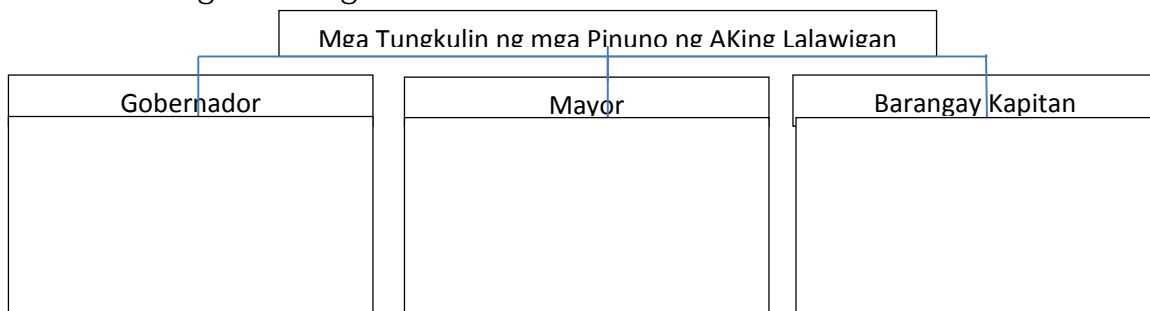 Mga Tungkulin ng mga Pinuno ng AKing Lalawigan
Gobernador
Mayor
Barangay Kapitan